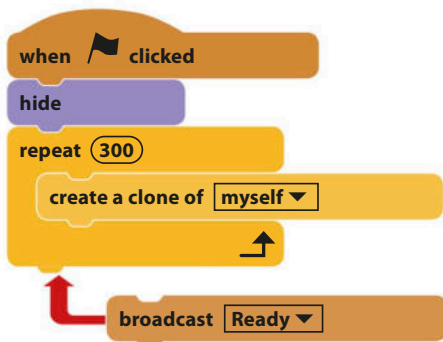 when clicked
hide
repeat 300
create a clone of myself
broadcast Ready